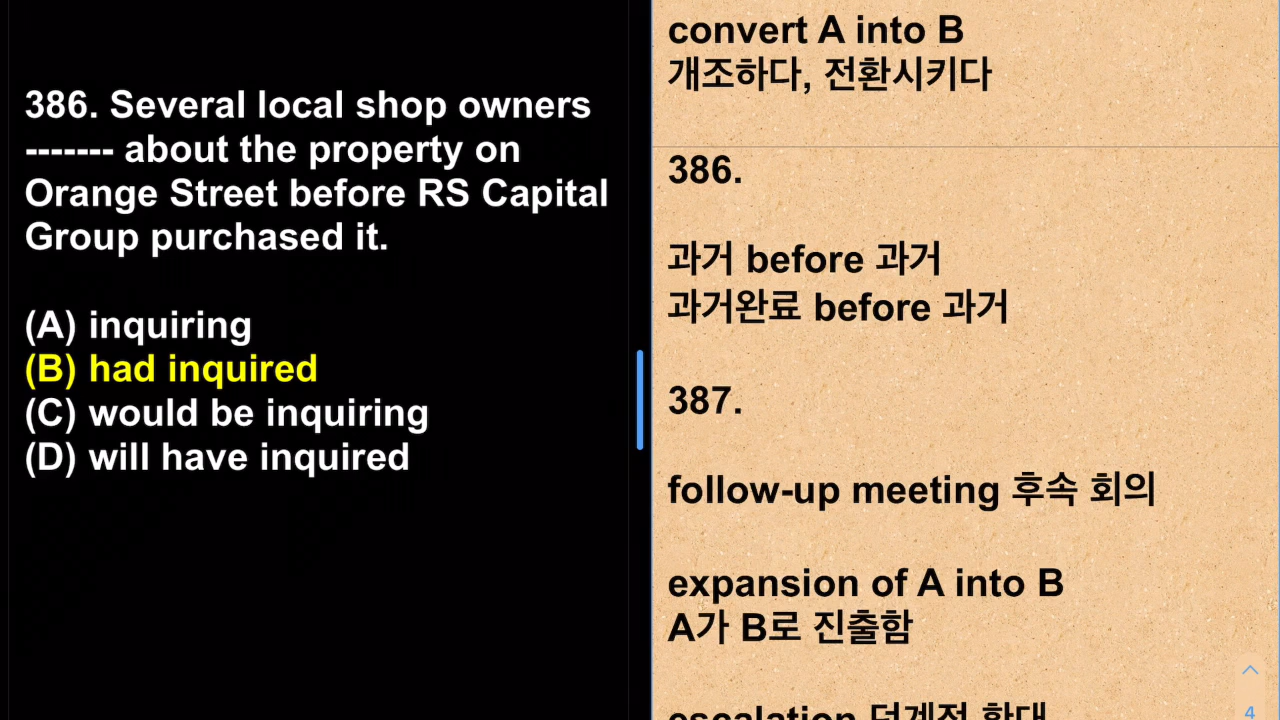 386. Several local shop owners
------- about the property on
Orange Street before RS Capital
Group purchased it.
(A) inquiring
(B) had inquired
(C) would be inquiring
(D) will have inquired
convert A into B
개조하다, 전환시키다
386.
과거 before 과거
과거완료 before 과거
387.
follow-up meeting 후속 회의
expansion of A into B
A가 B로 진출함
escalation 확대
4